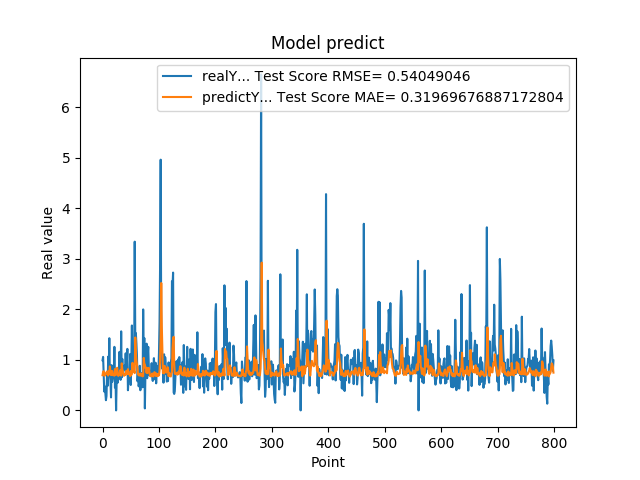 Model predict
realY... Test Score RMSE= 0.54049046
predictY... Test Score MAE= 0.31969676887172804
Real value
6
5
4
3
2
1
0
0 100 200 300 400 500 600 700 800
Point